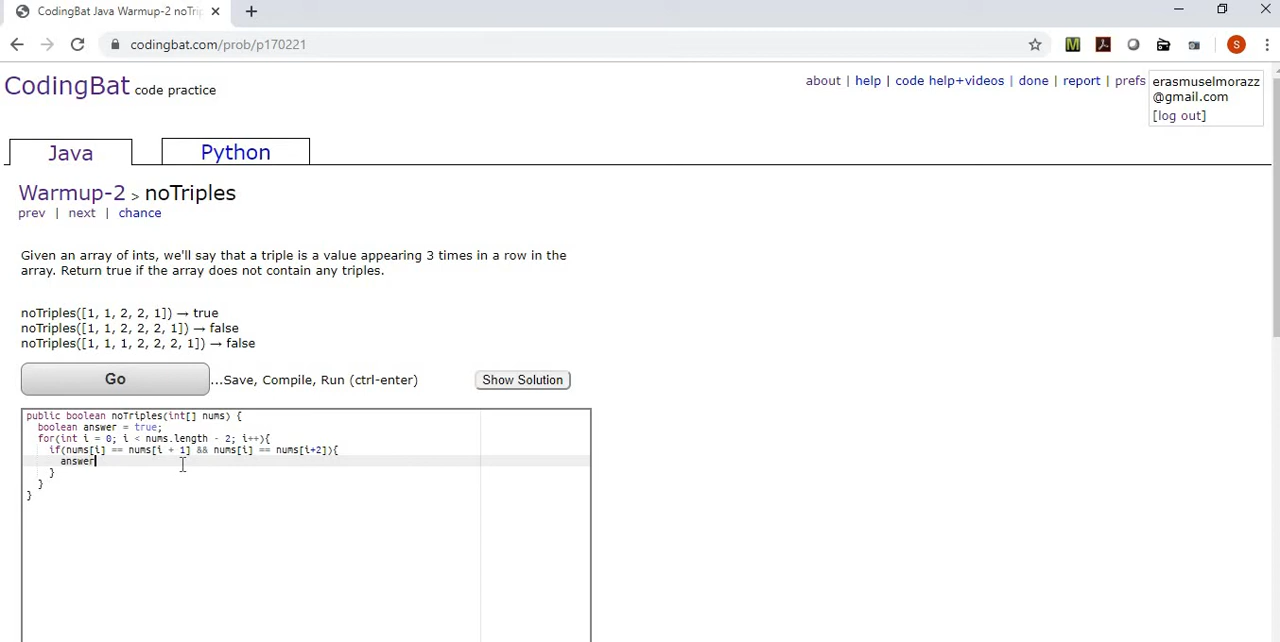 CodingBat Java Warmup-2 noTrip
codingbat.com/prob/p170221
S
CodingBat code practice
about | help | code help+videos | done | report | prefs
erasmuselmorazz
@gmail.com
[log out]
Java
Python
Warmup-2 > noTriples
prev | next | chance
Given an array of ints, we'll say that a triple is a value appearing 3 times in a row in the
array. Return true if the array does not contain any triples.
noTriples([1, 1, 2, 2, 1]) → true
noTriples([1, 1, 2, 2, 2, 1]) → false
noTriples([1, 1, 1, 2, 2, 2, 1]) → false
Go ...Save, Compile, Run (ctrl-enter) Show Solution
public boolean noTriples(int[] nums) {
boolean answer = true;
for(int i = 0; i < nums.length - 2; i++){
if(nums[i] == nums[i + 1] && nums[i] == nums[i+2]){
answer
}
}
}